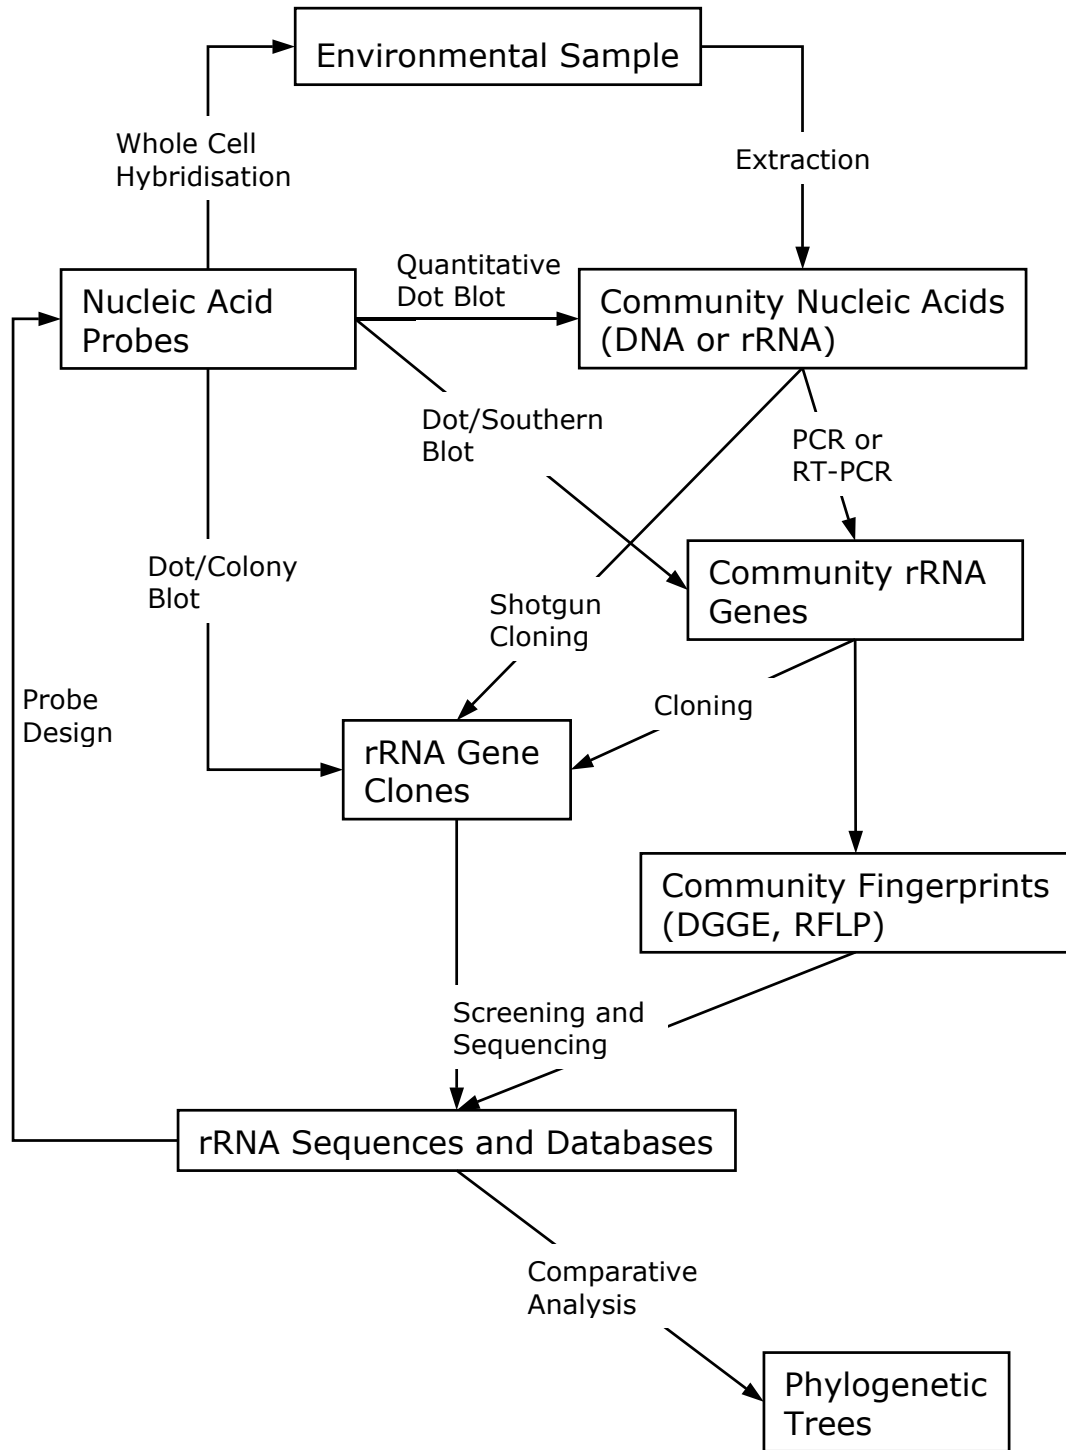 Environmental Sample
Whole Cell
Hybridisation
Extraction
Quantitative
Dot Blot
Nucleic Acid
Probes
Community Nucleic Acids
(DNA or rRNA)
Dot/Southern
Blot
PCR or
RT-PCR
Dot/Colony
Blot
Shotgun
Cloning
Community rRNA
Genes
Probe
Design
Cloning
rRNA Gene
Clones
Community Fingerprints
(DGGE, RFLP)
Screening and
Sequencing
rRNA Sequences and Databases
Comparative
Analysis
Phylogenetic
Trees